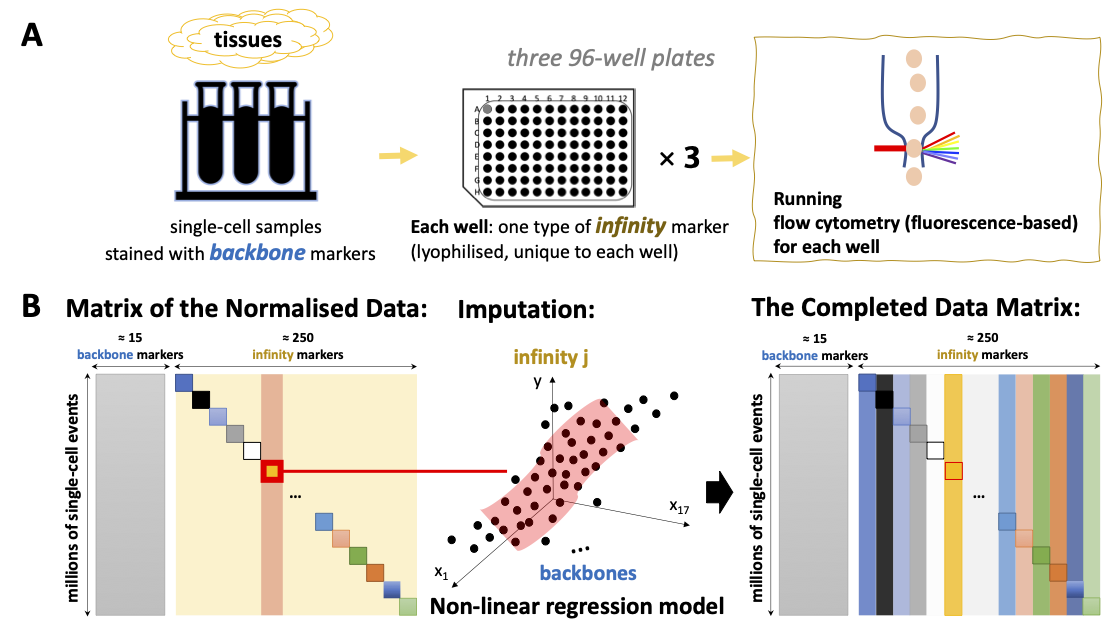 A
tissues
three 96-well plates
1 2 3 4 5 6 7 8 9 10 11 12
A
B
C
D
E
F
G
H
× 3
single-cell samples
stained with backbone markers
Each well: one type of infinity marker
(lyophilised, unique to each well)
Running
flow cytometry (fluorescence-based)
for each well
B
Matrix of the Normalised Data:
≈ 15
backbone markers
≈ 250
infinity markers
millions of single-cell events
...
Imputation:
infinity j
y
x17
x1
...
backbones
Non-linear regression model
The Completed Data Matrix:
≈ 15
backbone markers
≈ 250
infinity markers
millions of single-cell events
...